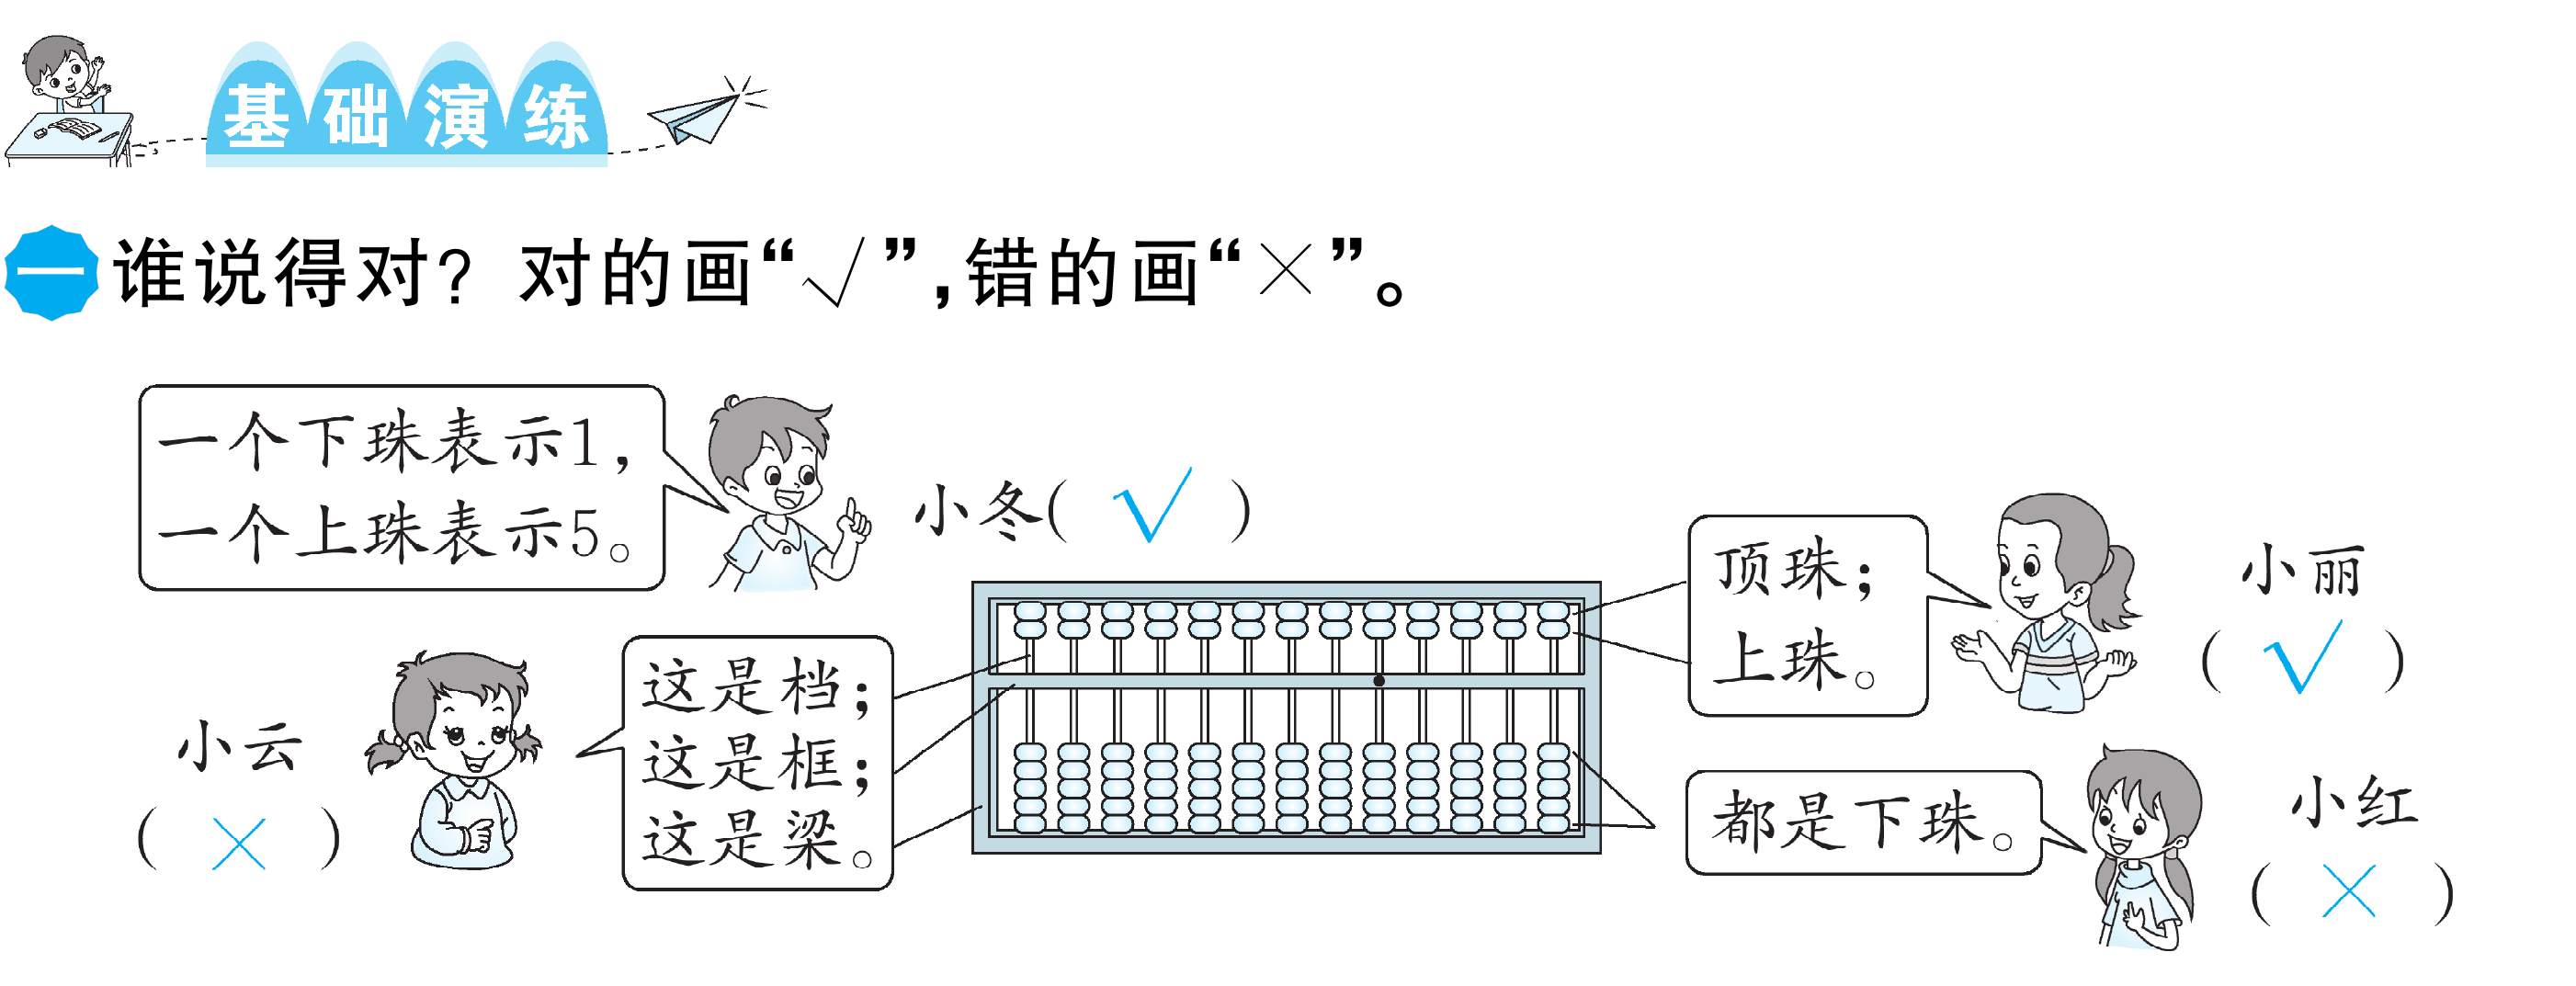 基础演练
一 谁说得对？对的画“√”，错的画“×”。
一个下珠表示1，
一个上珠表示5。
小冬( √ )
顶珠；
上珠。
小丽
( √ )
这是档；
这是框；
这是梁。
小云
( × )
都是下珠。
小红
( × )